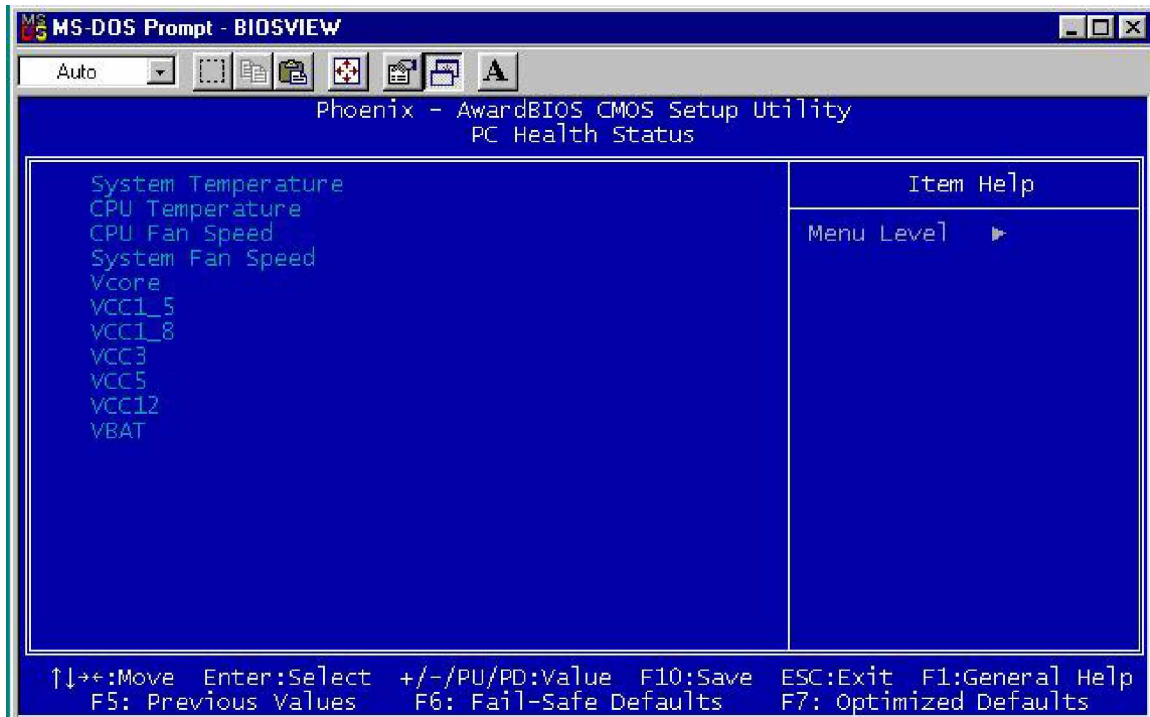 MS-DOS Prompt - BIOSVIEW
Auto
A
Phoenix - AwardBIOS CMOS Setup Utility
PC Health Status
System Temperature
CPU Temperature
CPU Fan Speed
System Fan Speed
Vcore
VCC1_5
VCC1_8
VCC3
VCC5
VCC12
VBAT
Item Help
Menu Level ►
↑↓→←:Move Enter:Select +/-/PU/PD:Value F10:Save ESC:Exit F1:General Help
F5: Previous Values F6: Fail-Safe Defaults F7: Optimized Defaults